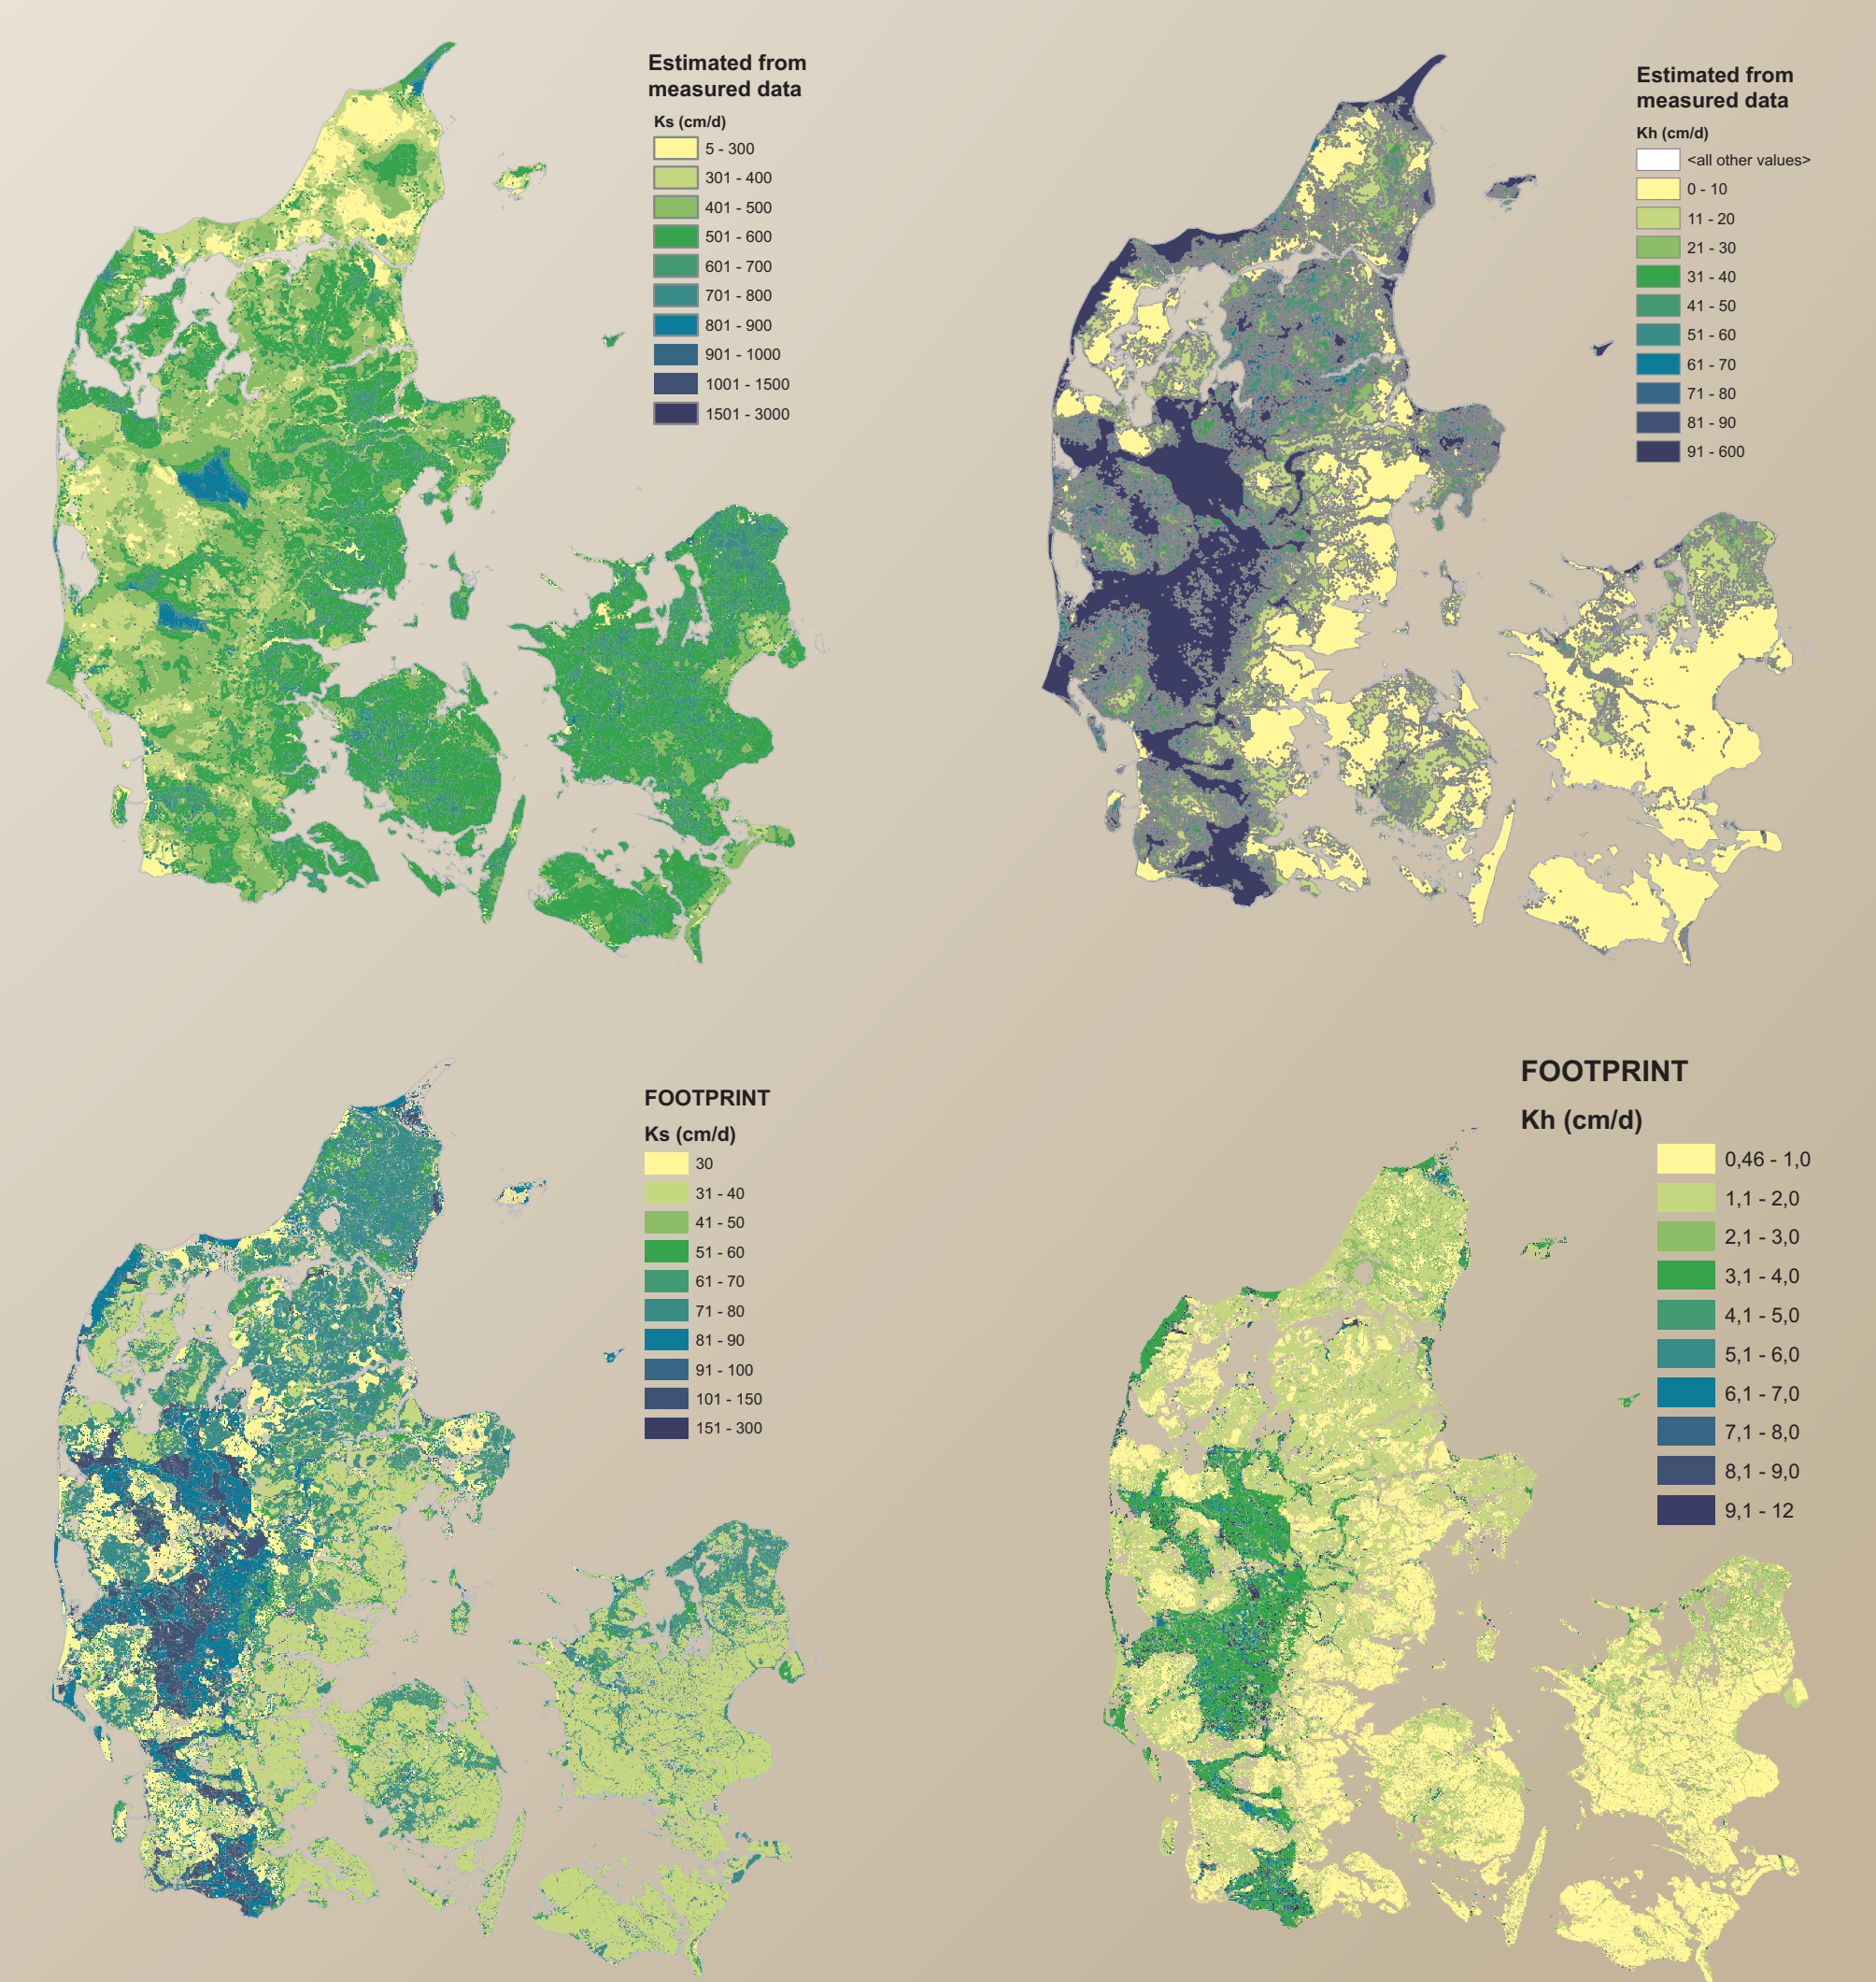 Estimated from
measured data
Ks (cm/d)
5 - 300
301 - 400
401 - 500
501 - 600
601 - 700
701 - 800
801 - 900
901 - 1000
1001 - 1500
1501 - 3000
Estimated from
measured data
Kh (cm/d)
<all other values>
0 - 10
11 - 20
21 - 30
31 - 40
41 - 50
51 - 60
61 - 70
71 - 80
81 - 90
91 - 600
FOOTPRINT
Ks (cm/d)
30
31 - 40
41 - 50
51 - 60
61 - 70
71 - 80
81 - 90
91 - 100
101 - 150
151 - 300
FOOTPRINT
Kh (cm/d)
0,46 - 1,0
1,1 - 2,0
2,1 - 3,0
3,1 - 4,0
4,1 - 5,0
5,1 - 6,0
6,1 - 7,0
7,1 - 8,0
8,1 - 9,0
9,1 - 12